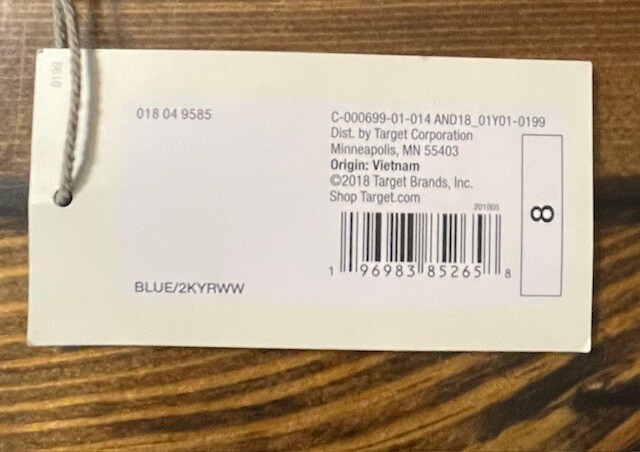 0199
018 04 9585
C-000699-01-014 AND18_01Y01-0199
Dist. by Target Corporation
Minneapolis, MN 55403
Origin: Vietnam
©2018 Target Brands, Inc.
Shop Target.com
201005
1 96983 85265 8
8
BLUE/2KYRWW